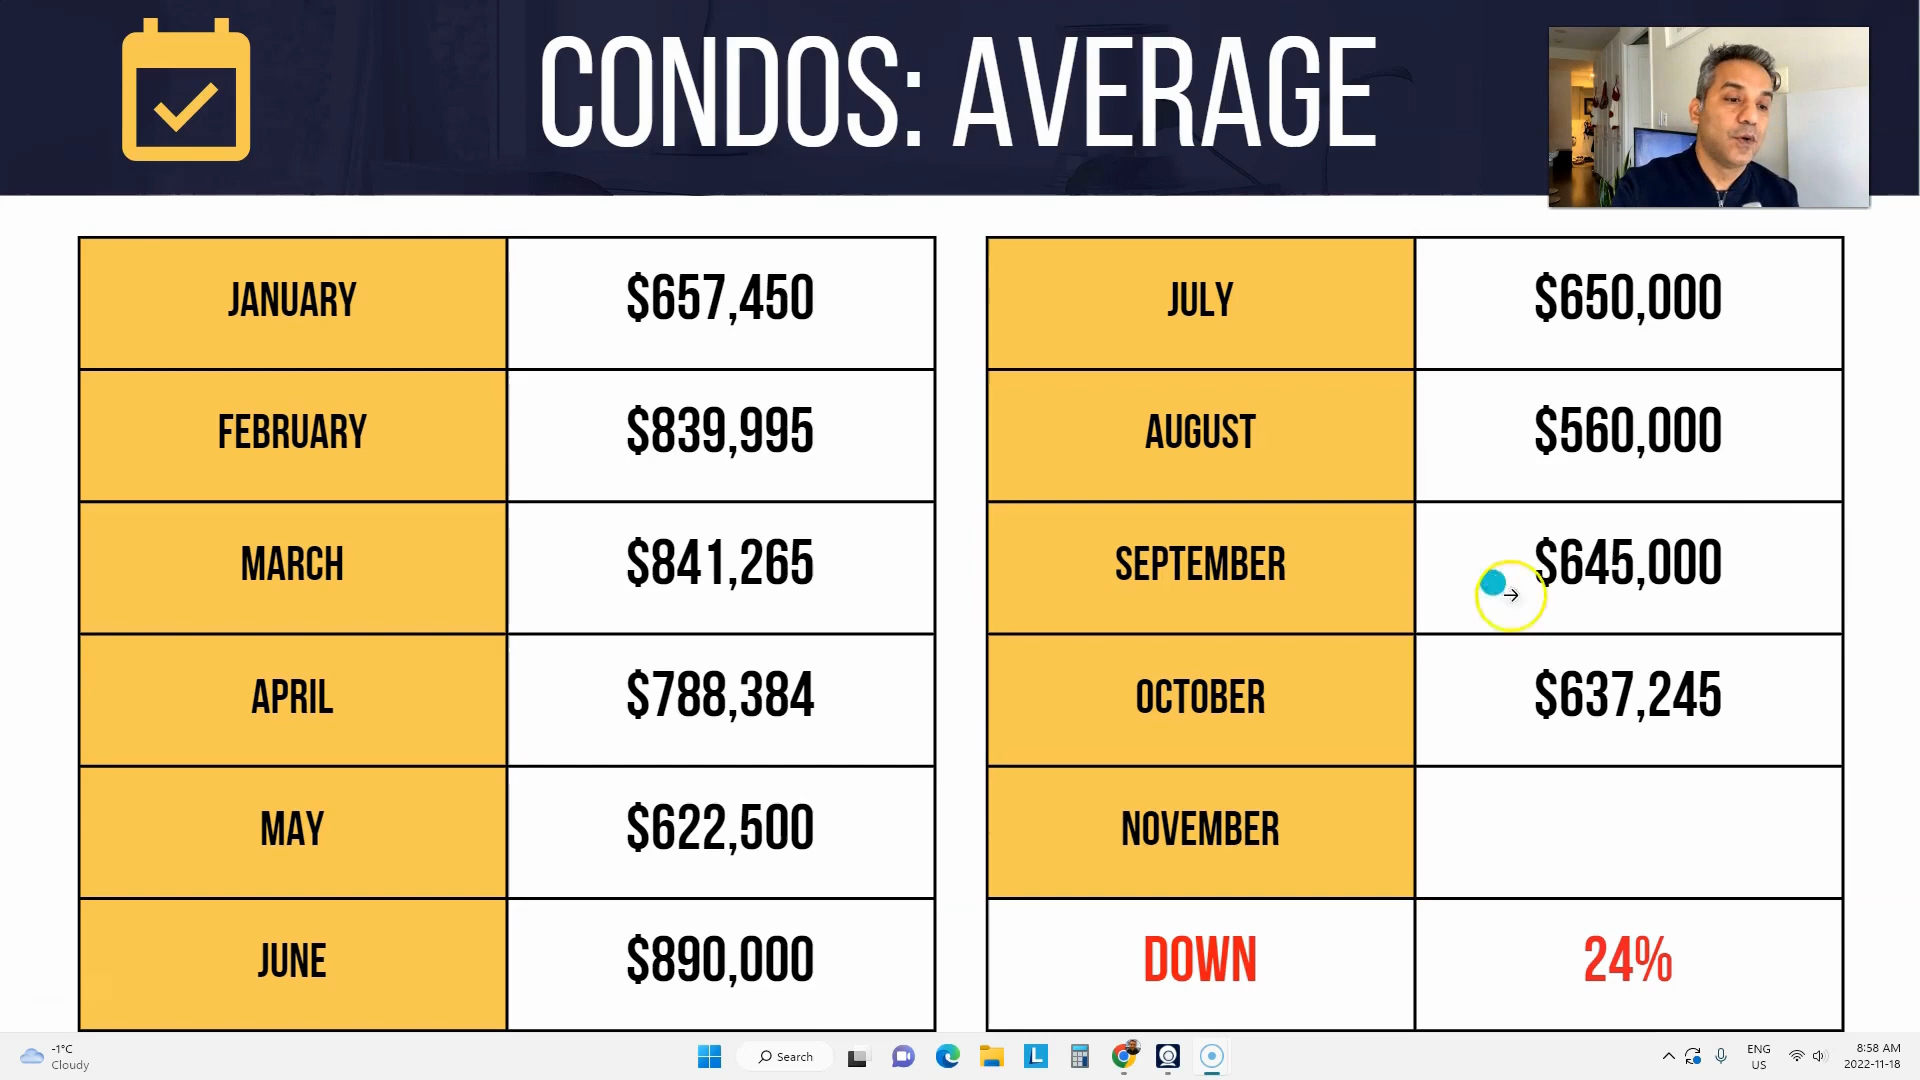 CONDOS: AVERAGE
JANUARY $657,450
FEBRUARY $839,995
MARCH $841,265
APRIL $788,384
MAY $622,500
JUNE $890,000
JULY $650,000
AUGUST $560,000
SEPTEMBER $645,000
OCTOBER $637,245
NOVEMBER
DOWN 24%
-1°C
Cloudy
Search
L
ENG
US
8:58 AM
2022-11-18